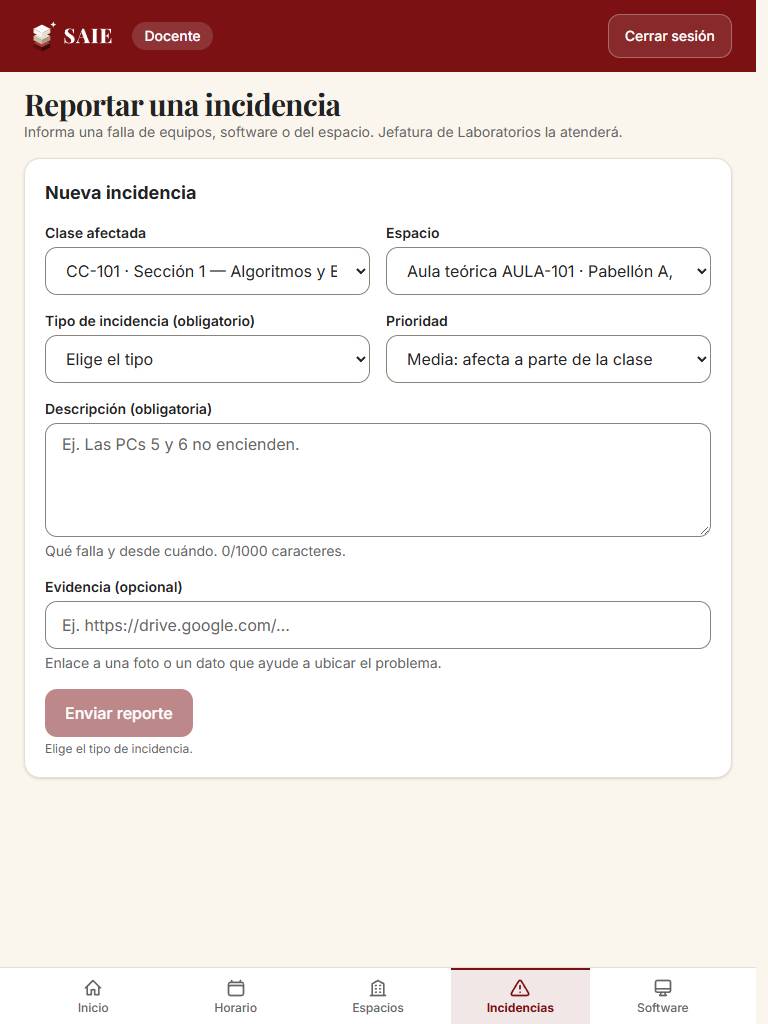 SAIE
Docente
Cerrar sesión
Reportar una incidencia
Informa una falla de equipos, software o del espacio. Jefatura de Laboratorios la atenderá.
Nueva incidencia
Clase afectada
Espacio
CC-101 · Sección 1 — Algoritmos y E
Aula teórica AULA-101 · Pabellón A,
Tipo de incidencia (obligatorio)
Prioridad
Elige el tipo
Media: afecta a parte de la clase
Descripción (obligatoria)
Ej. Las PCs 5 y 6 no encienden.
Qué falla y desde cuándo. 0/1000 caracteres.
Evidencia (opcional)
Ej. https://drive.google.com/...
Enlace a una foto o un dato que ayude a ubicar el problema.
Enviar reporte
Elige el tipo de incidencia.
Inicio
Horario
Espacios
Incidencias
Software